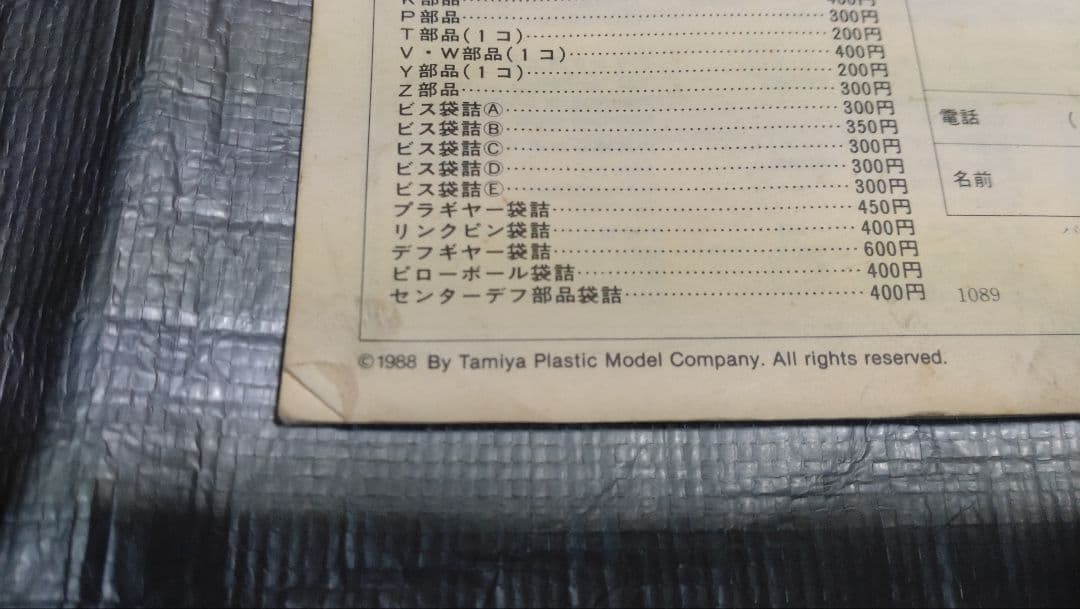 K部品……400円
P部品……300円
T部品(1コ)……200円
V・W部品(1コ)……400円
Y部品(1コ)……200円
Z部品……300円
ビス袋詰Ⓐ……300円
ビス袋詰Ⓑ……350円
ビス袋詰Ⓒ……300円
ビス袋詰Ⓓ……300円
ビス袋詰Ⓔ……300円
プラギヤー袋詰……450円
リンクピン袋詰……400円
デフギヤー袋詰……600円
ピローボール袋詰……400円
センターデフ部品袋詰……400円
電話 (
名前
1089
©1988 By Tamiya Plastic Model Company. All rights reserved.